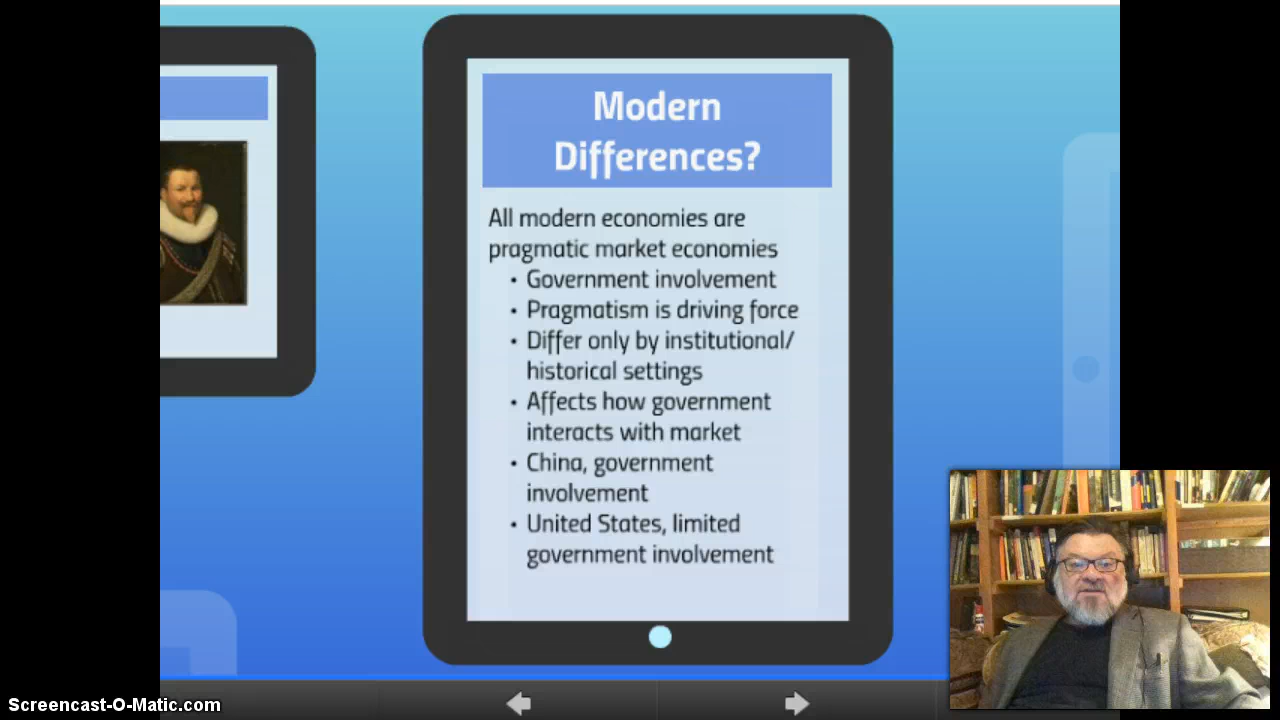 Modern
Differences?
All modern economies are
pragmatic market economies
• Government involvement
• Pragmatism is driving force
• Differ only by institutional/
historical settings
• Affects how government
interacts with market
• China, government
involvement
• United States, limited
government involvement
Screencast-O-Matic.com